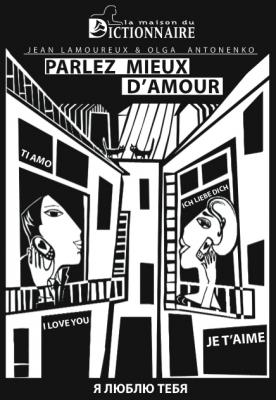 la maison du
DICTIONNAIRE
JEAN LAMOUREUX & OLGA ANTONENKO
PARLEZ MIEUX
D'AMOUR
TI AMO
ICH LIEBE DICH
I LOVE YOU
JE T'AIME
Я ЛЮБЛЮ ТЕБЯ